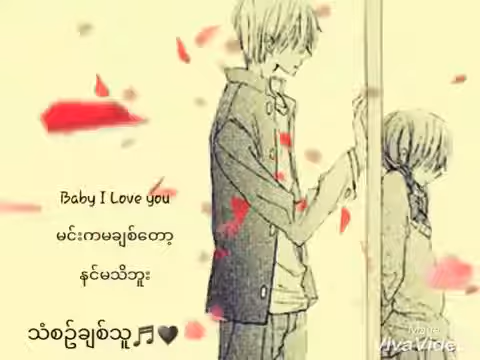 Baby I Love you
မင်းကမချစ်တော့
နင်မသိဘူး
သံစဉ်ချစ်သူ🎵🖤
VivaVideo